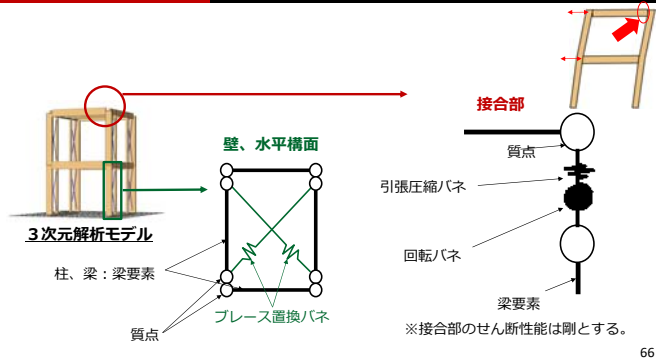 接合部
質点
壁、水平構面
引張圧縮バネ
３次元解析モデル
回転バネ
柱、梁：梁要素
梁要素
ブレース置換バネ
質点
※接合部のせん断性能は剛とする。
66